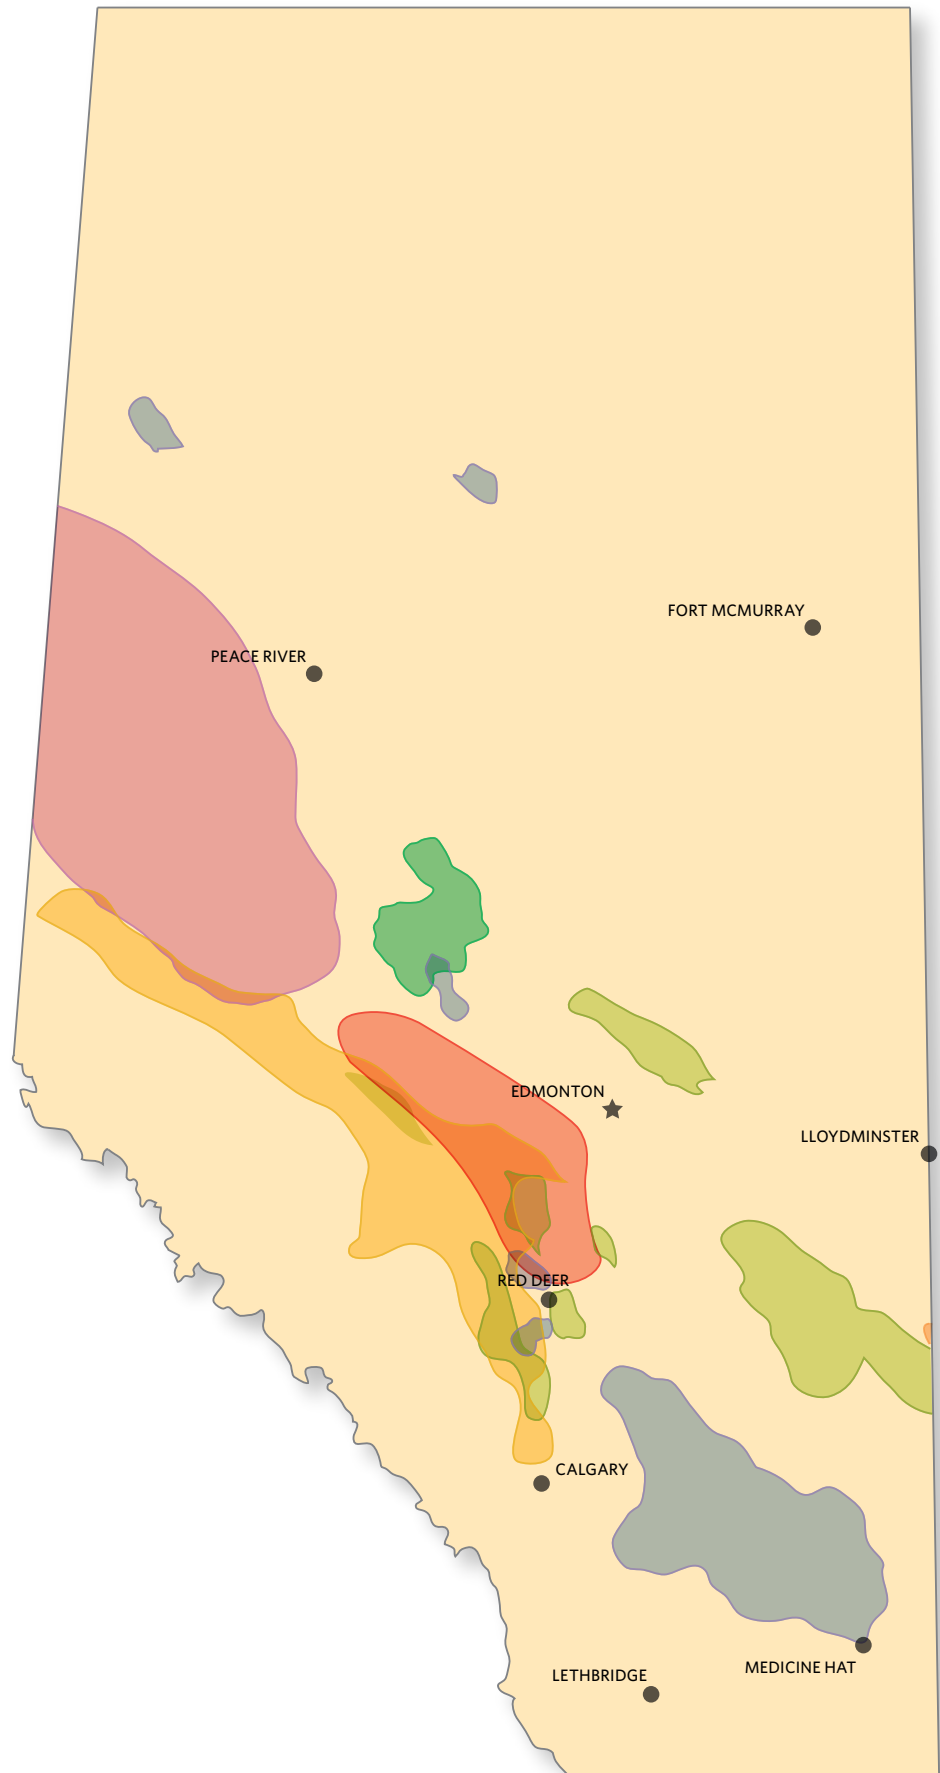 FORT MCMURRAY
PEACE RIVER
EDMONTON
LLOYDMINSTER
RED DEER
CALGARY
MEDICINE HAT
LETHBRIDGE